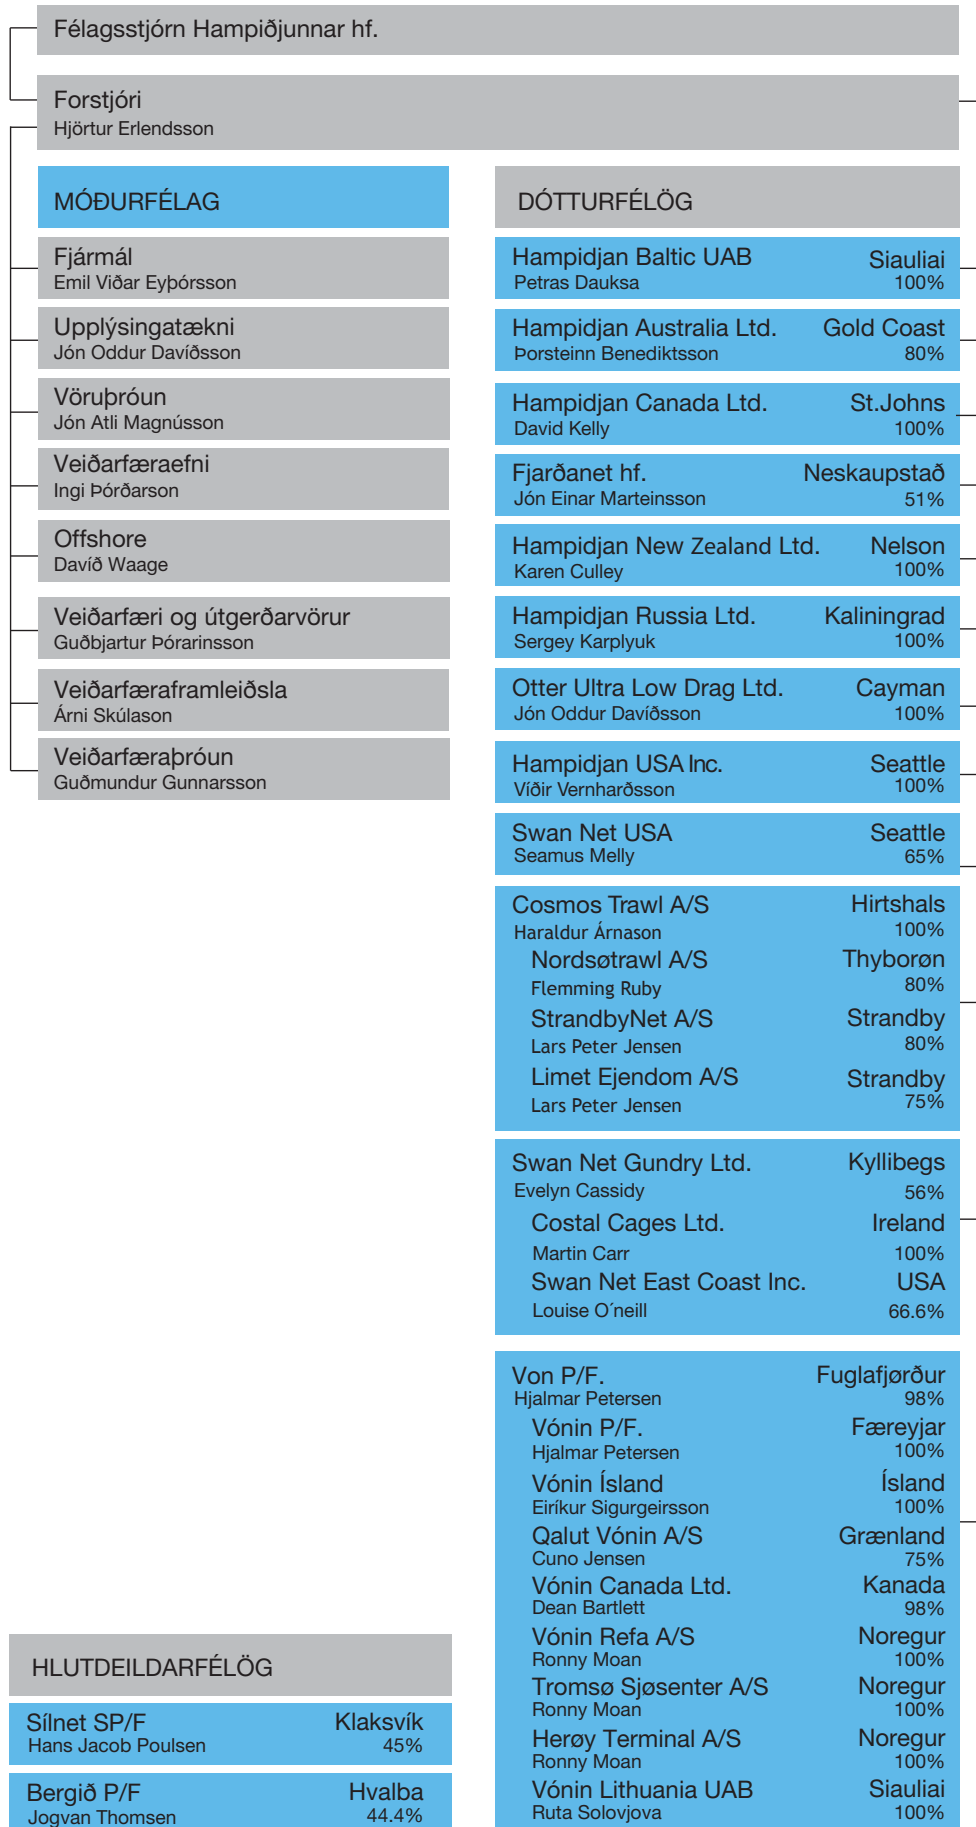 Félagsstjórn Hampiðjunnar hf.
Forstjóri
Hjörtur Erlendsson
MÓÐURFÉLAG
Fjármál
Emil Viðar Eyþórsson
Upplýsingatækni
Jón Oddur Davíðsson
Vöruþróun
Jón Atli Magnússon
Veiðarfæraefni
Ingi Þórðarson
Offshore
Davíð Waage
Veiðarfæri og útgerðarvörur
Guðbjartur Þórarinsson
Veiðarfæraframleiðsla
Árni Skúlason
Veiðarfæraþróun
Guðmundur Gunnarsson
DÓTTURFÉLÖG
Hampidjan Baltic UAB Siauliai
Petras Dauksa 100%
Hampidjan Australia Ltd. Gold Coast
Þorsteinn Benediktsson 80%
Hampidjan Canada Ltd. St.Johns
David Kelly 100%
Fjarðanet hf. Neskaupstað
Jón Einar Marteinsson 51%
Hampidjan New Zealand Ltd. Nelson
Karen Culley 100%
Hampidjan Russia Ltd. Kaliningrad
Sergey Karplyuk 100%
Otter Ultra Low Drag Ltd. Cayman
Jón Oddur Davíðsson 100%
Hampidjan USA Inc. Seattle
Víðir Vernharðsson 100%
Swan Net USA Seattle
Seamus Melly 65%
Cosmos Trawl A/S Hirtshals
Haraldur Árnason 100%
Nordsøtrawl A/S Thyborøn
Flemming Ruby 80%
StrandbyNet A/S Strandby
Lars Peter Jensen 80%
Limet Ejendom A/S Strandby
Lars Peter Jensen 75%
Swan Net Gundry Ltd. Kyllibegs
Evelyn Cassidy 56%
Costal Cages Ltd. Ireland
Martin Carr 100%
Swan Net East Coast Inc. USA
Louise O´neill 66.6%
Von P/F. Fuglafjørður
Hjalmar Petersen 98%
Vónin P/F. Færeyjar
Hjalmar Petersen 100%
Vónin Ísland Ísland
Eiríkur Sigurgeirsson 100%
Qalut Vónin A/S Grænland
Cuno Jensen 75%
Vónin Canada Ltd. Kanada
Dean Bartlett 98%
Vónin Refa A/S Noregur
Ronny Moan 100%
Tromsø Sjøsenter A/S Noregur
Ronny Moan 100%
Herøy Terminal A/S Noregur
Ronny Moan 100%
Vónin Lithuania UAB Siauliai
Ruta Solovjova 100%
HLUTDEILDARFÉLÖG
Sílnet SP/F Klaksvík
Hans Jacob Poulsen 45%
Bergið P/F Hvalba
Jogvan Thomsen 44.4%